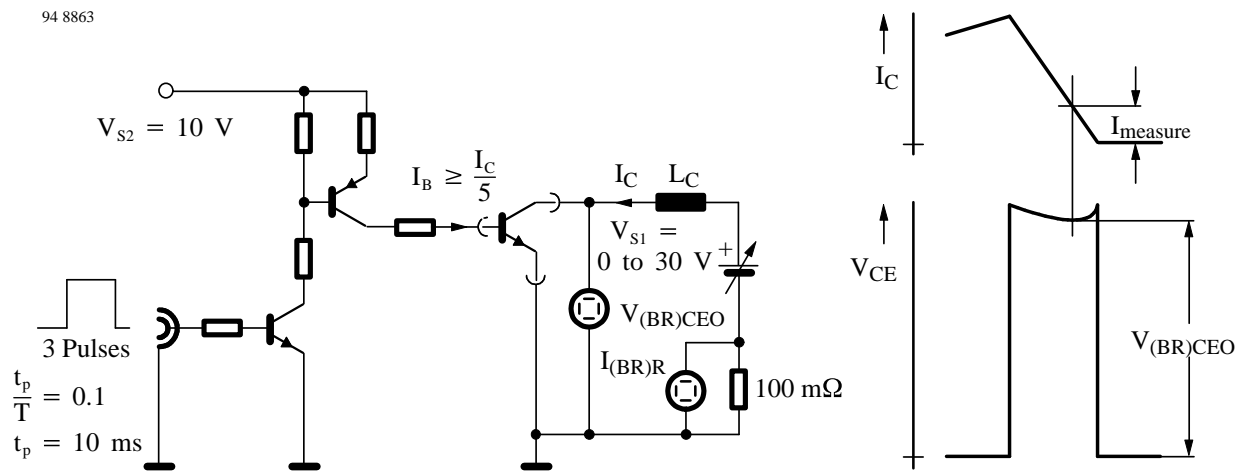 94 8863
V_S2 = 10 V
I_B ≥ I_C/5
I_C
L_C
V_S1 =
0 to 30 V
+
V_(BR)CEO
I_(BR)R
100 mΩ
3 Pulses
t_p/T = 0.1
t_p = 10 ms
I_C
I_measure
V_CE
V_(BR)CEO